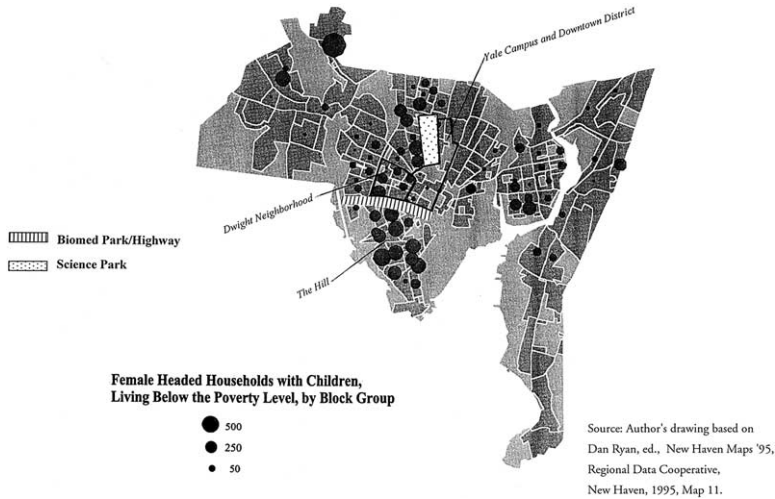 Yale Campus and Downtown District
Dwight Neighborhood
Biomed Park/Highway
Science Park
The Hill
Female Headed Households with Children,
Living Below the Poverty Level, by Block Group
500
250
50
Source: Author's drawing based on
Dan Ryan, ed., New Haven Maps '95,
Regional Data Cooperative,
New Haven, 1995, Map 11.